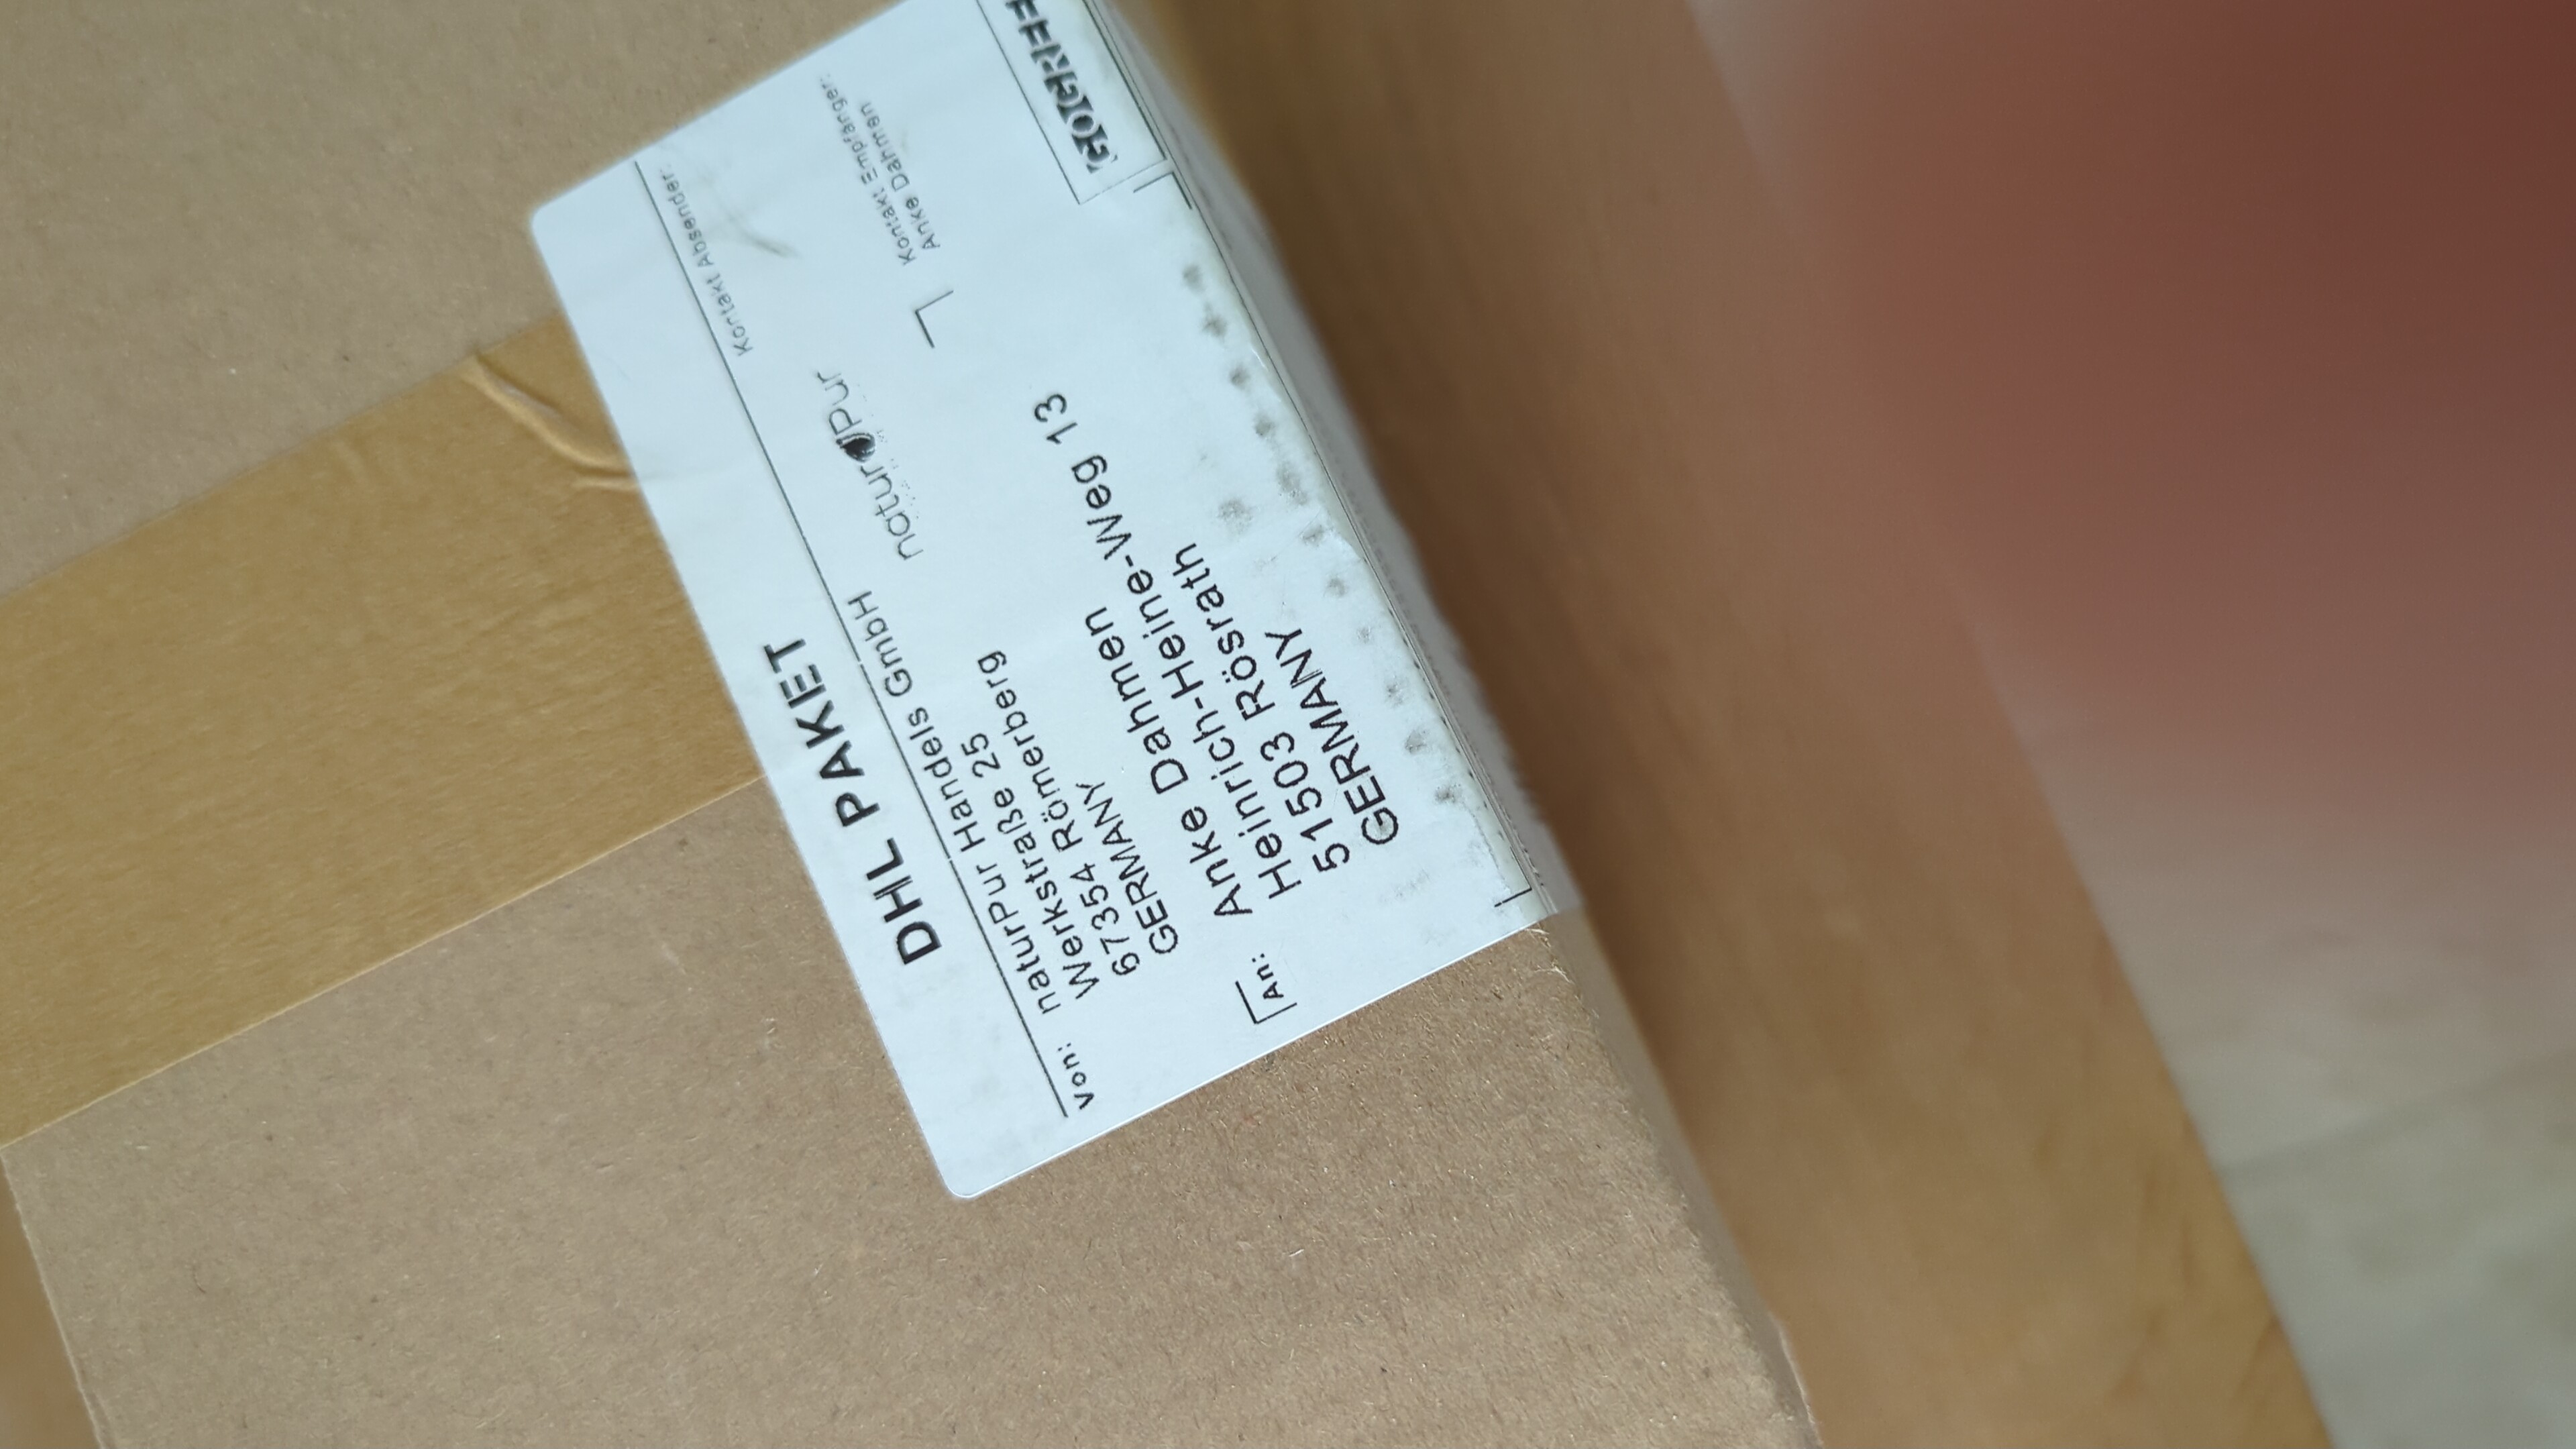 DHL PAKET
Kontakt Absender:
Von:
naturPur Handels GmbH
Werkstraße 25
67354 Römerberg
GERMANY
naturPur
An:
Anke Dahmen
Heinrich-Heine-Weg 13
51503 Rösrath
GERMANY
Kontakt Empfänger:
Anke Dahmen
GOGREE